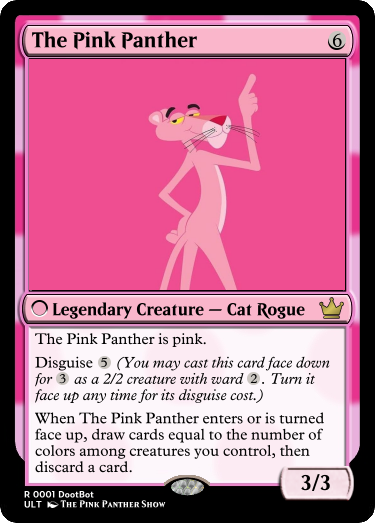 The Pink Panther 6
Legendary Creature — Cat Rogue
The Pink Panther is pink.
Disguise 5 (You may cast this card face down
for 3 as a 2/2 creature with ward 2. Turn it
face up any time for its disguise cost.)
When The Pink Panther enters or is turned
face up, draw cards equal to the number of
colors among creatures you control, then
discard a card.
3/3
R 0001 DootBot
ULT The Pink Panther Show